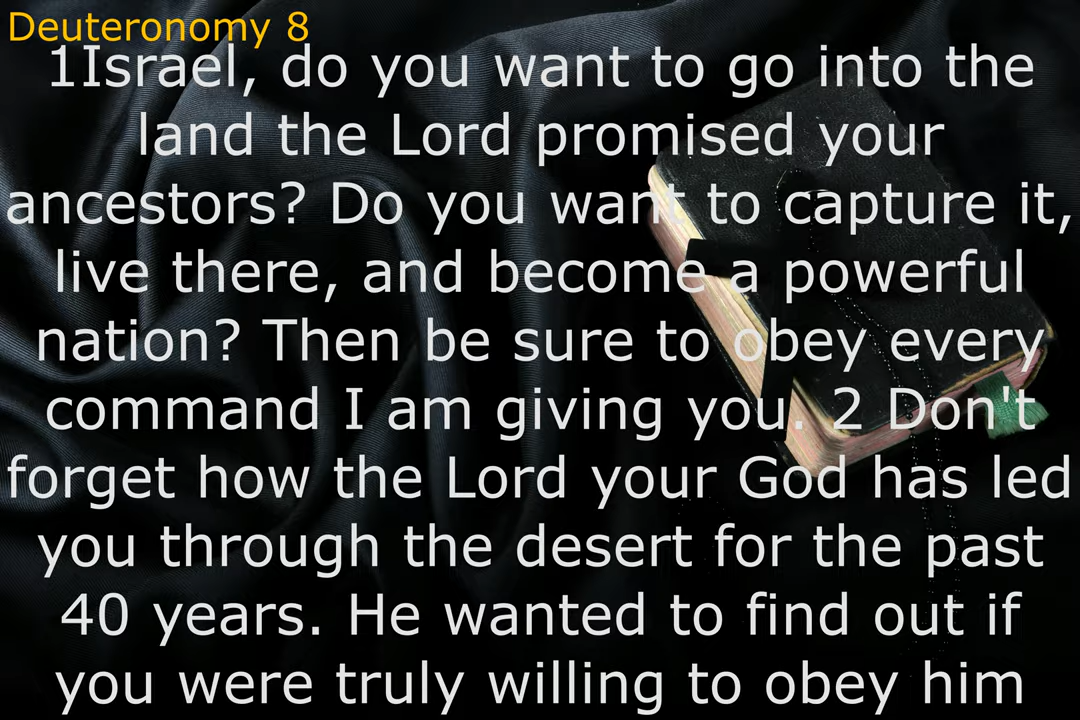 Deuteronomy 8
1Israel, do you want to go into the
land the Lord promised your
ancestors? Do you want to capture it,
live there, and become a powerful
nation? Then be sure to obey every
command I am giving you. 2 Don't
forget how the Lord your God has led
you through the desert for the past
40 years. He wanted to find out if
you were truly willing to obey him